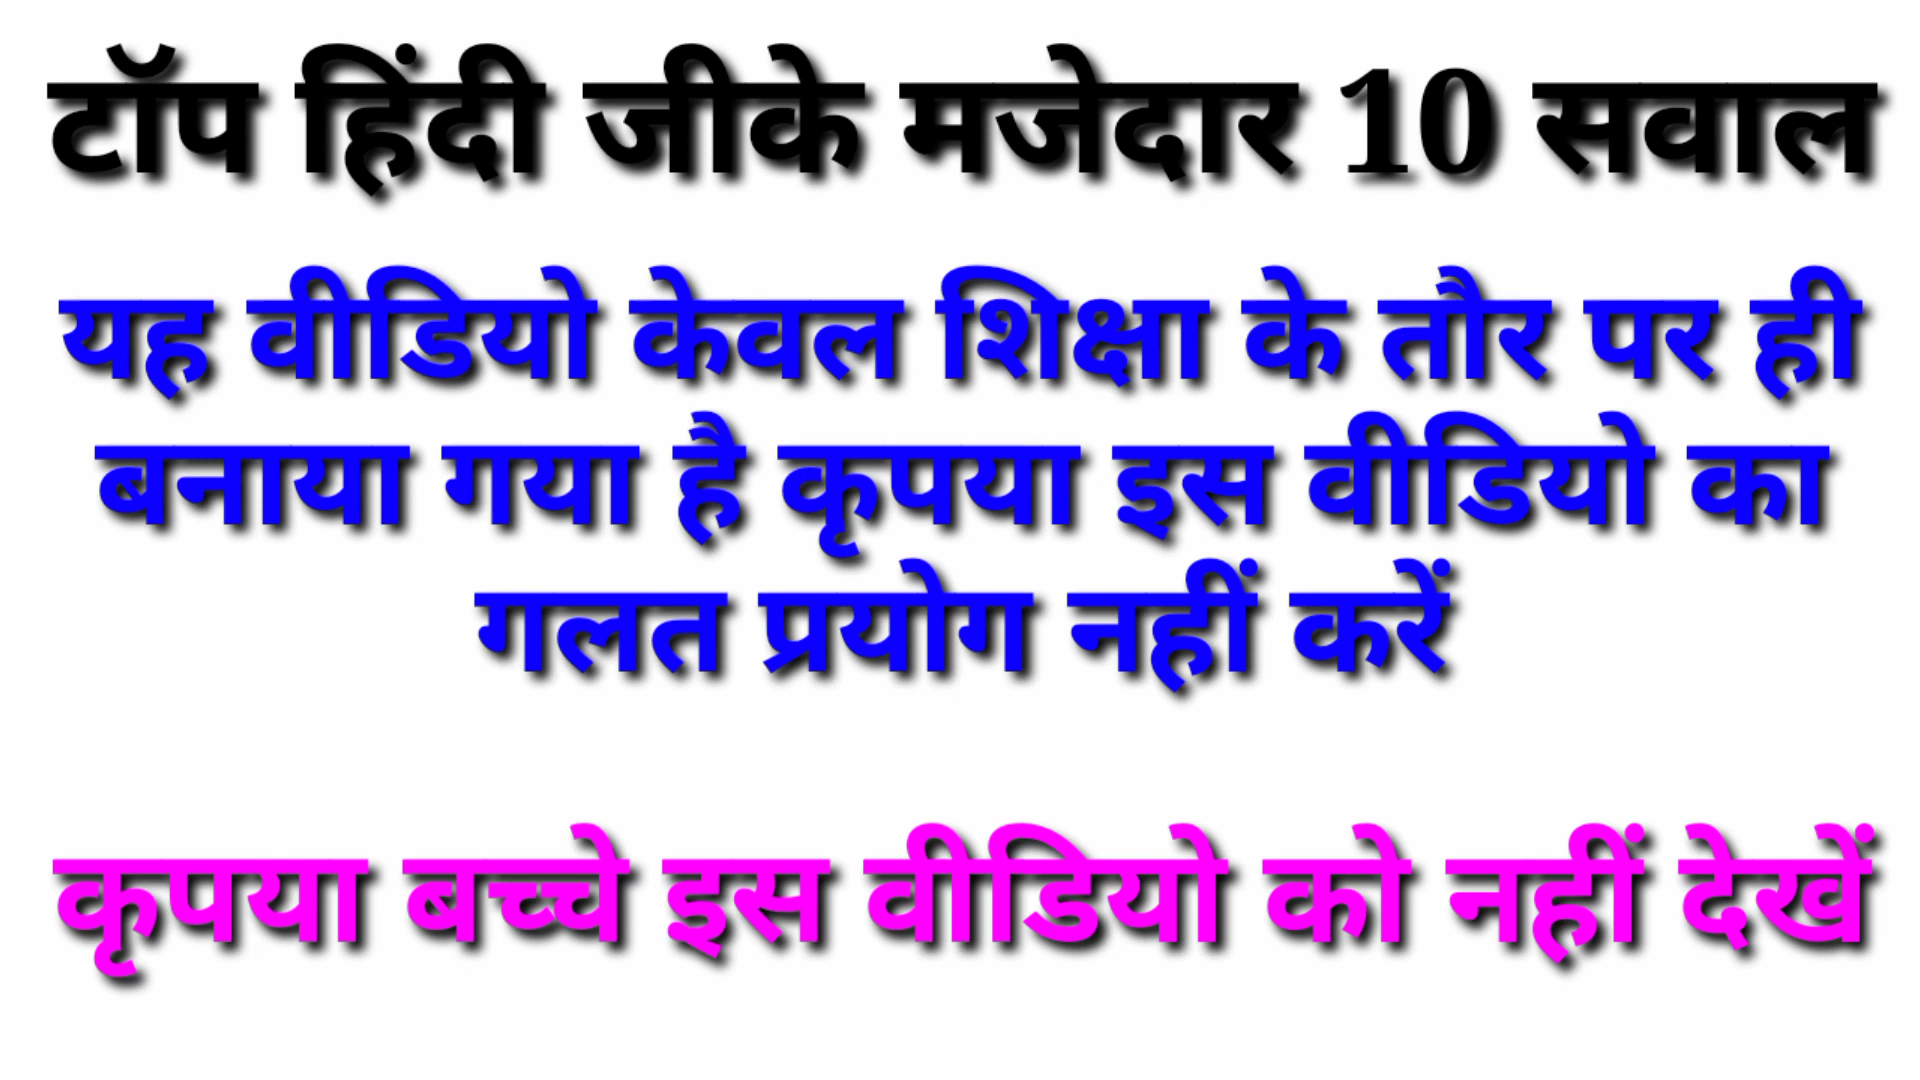 टॉप हिंदी जीके मजेदार 10 सवाल
यह वीडियो केवल शिक्षा के तौर पर ही
बनाया गया है कृपया इस वीडियो का
गलत प्रयोग नहीं करें
कृपया बच्चे इस वीडियो को नहीं देखें